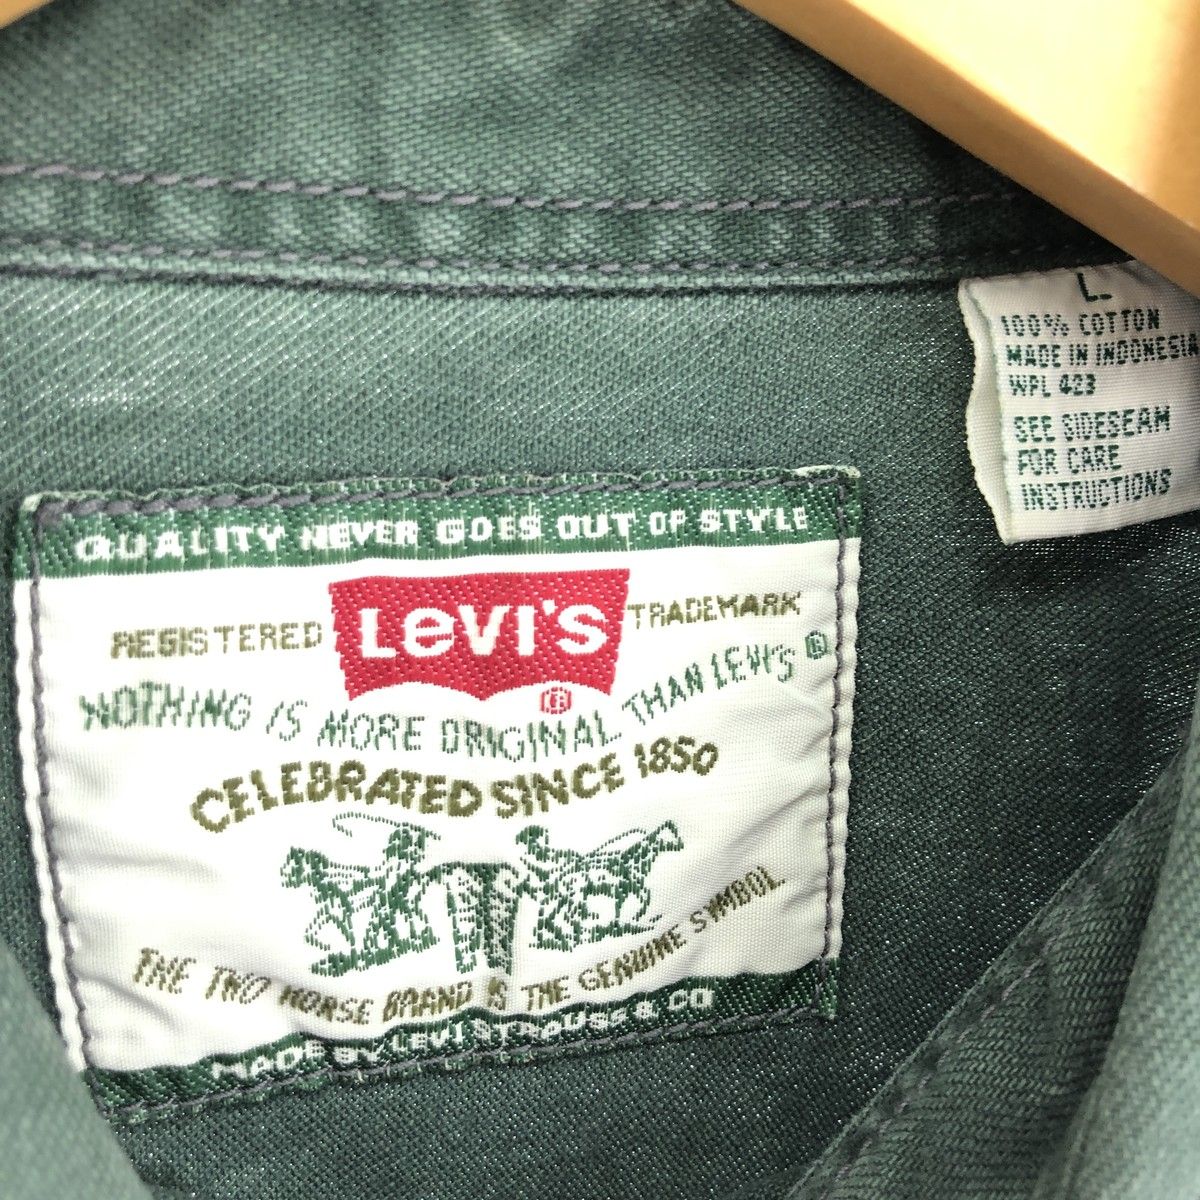 L.
100% COTTON
MADE IN INDONESIA
WPL 423
SEE SIDESEAM
FOR CARE
INSTRUCTIONS
QUALITY NEVER GOES OUT OF STYLE
REGISTERED LEVI'S TRADEMARK
®
NOTHING IS MORE ORIGINAL THAN LEVI'S ®
CELEBRATED SINCE 1850
THE TWO HORSE BRAND IS THE GENUINE SYMBOL
MADE BY LEVI STRAUSS & CO